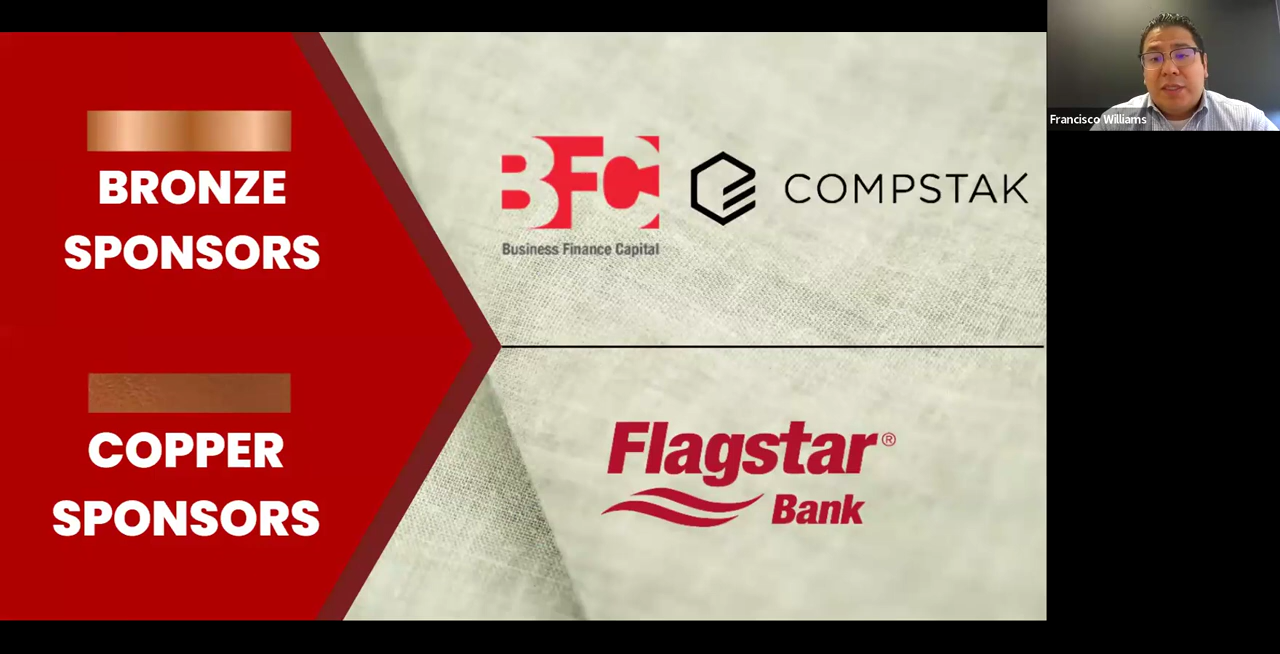 BRONZE
SPONSORS
BFC
Business Finance Capital
COMPSTAK
COPPER
SPONSORS
Flagstar®
Bank
Francisco Williams